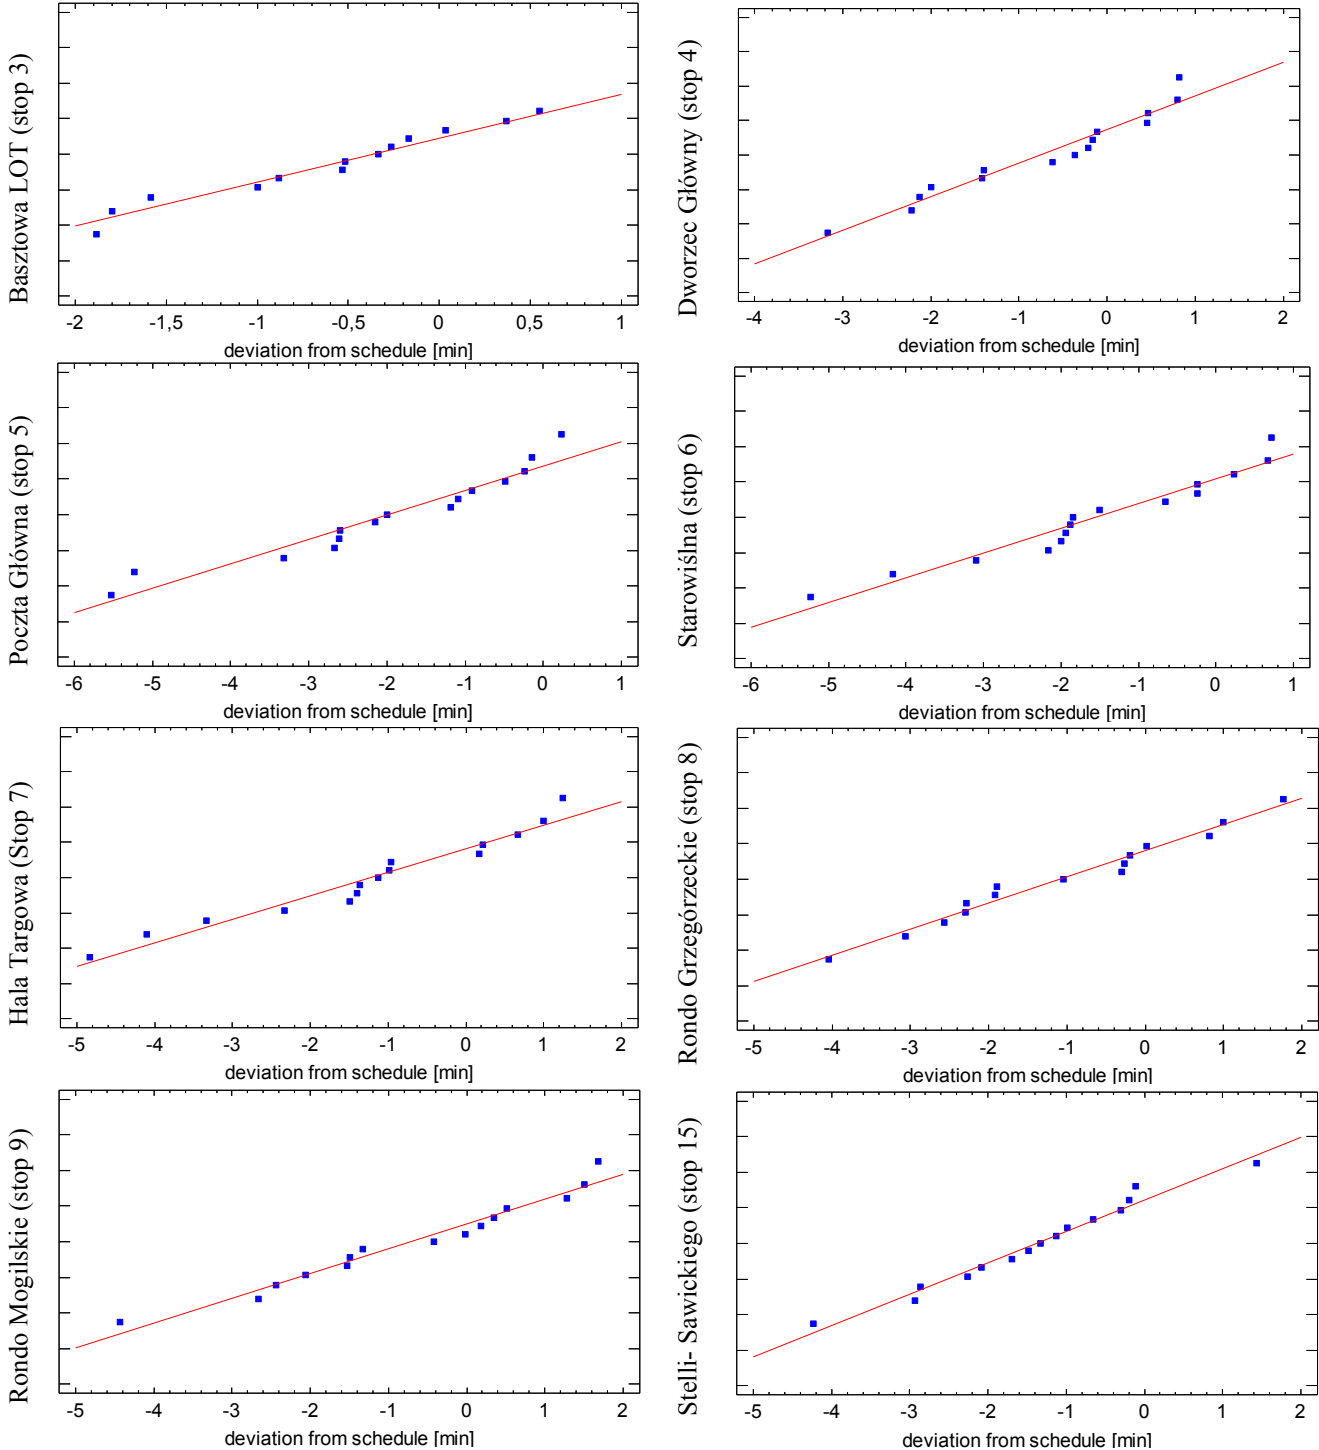 Basztowa LOT (stop 3)
-2 -1,5 -1 -0,5 0 0,5 1
deviation from schedule [min]
Dworzec Główny (stop 4)
-4 -3 -2 -1 0 1 2
deviation from schedule [min]
Poczta Główna (stop 5)
-6 -5 -4 -3 -2 -1 0 1
deviation from schedule [min]
Starowiślna (stop 6)
-6 -5 -4 -3 -2 -1 0 1
deviation from schedule [min]
Hala Targowa (Stop 7)
-5 -4 -3 -2 -1 0 1 2
deviation from schedule [min]
Rondo Grzegórzeckie (stop 8)
-5 -4 -3 -2 -1 0 1 2
deviation from schedule [min]
Rondo Mogilskie (stop 9)
-5 -4 -3 -2 -1 0 1 2
deviation from schedule [min]
Stelli- Sawickiego (stop 15)
-5 -4 -3 -2 -1 0 1 2
deviation from schedule [min]